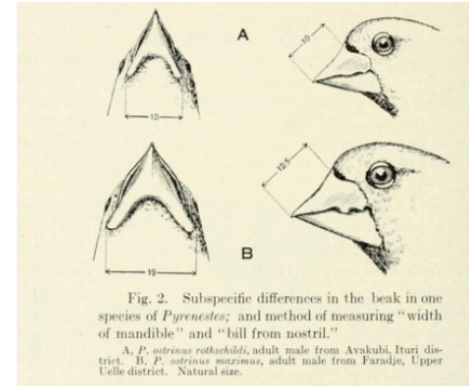 A
10
12
12.5
19
B
Fig. 2. Subspecific differences in the beak in one
species of Pyrenestes; and method of measuring "width
of mandible" and "bill from nostril."
A, P. ostrinus rothschildi, adult male from Avakubi, Ituri dis-
trict. B, P. ostrinus maximus, adult male from Faradje, Upper
Uelle district. Natural size.